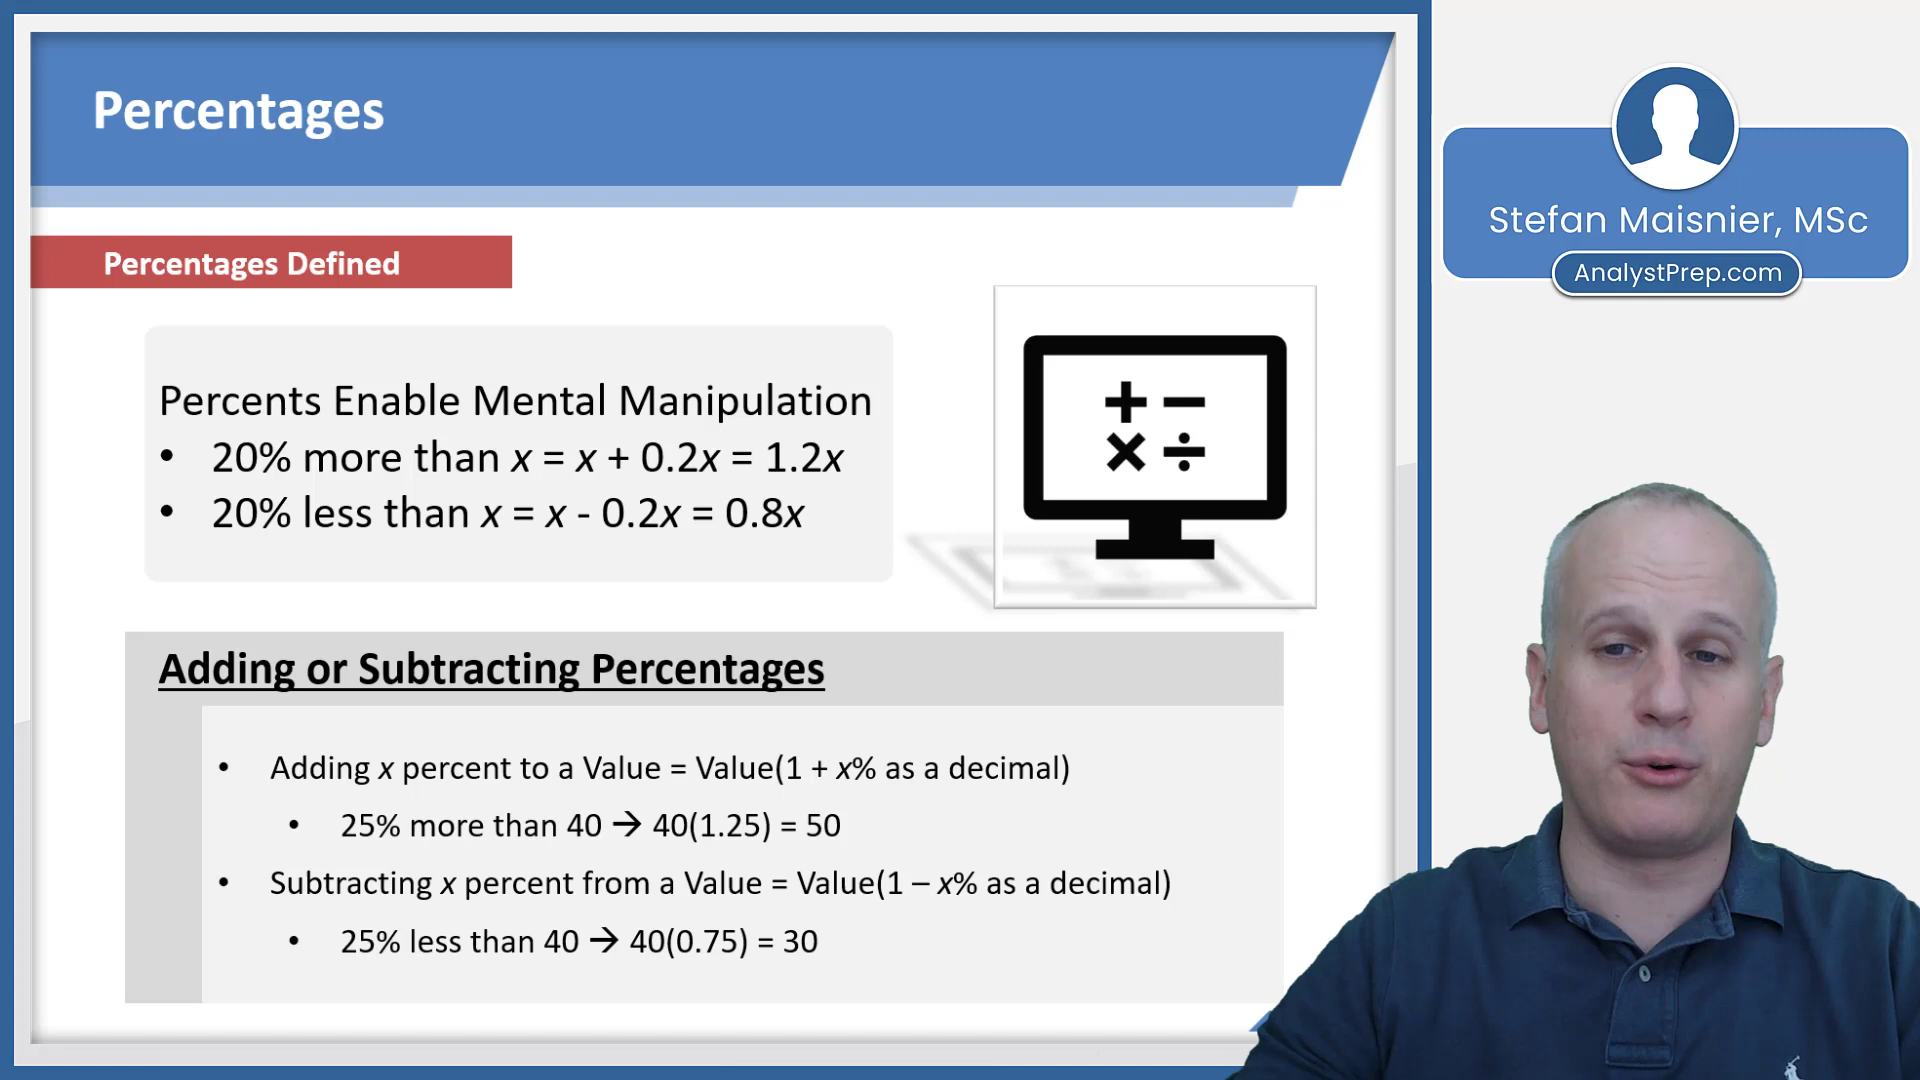 Percentages
Percentages Defined
Percents Enable Mental Manipulation
• 20% more than x = x + 0.2x = 1.2x
• 20% less than x = x - 0.2x = 0.8x
Adding or Subtracting Percentages
• Adding x percent to a Value = Value(1 + x% as a decimal)
• 25% more than 40 → 40(1.25) = 50
• Subtracting x percent from a Value = Value(1 – x% as a decimal)
• 25% less than 40 → 40(0.75) = 30
Stefan Maisnier, MSc
AnalystPrep.com